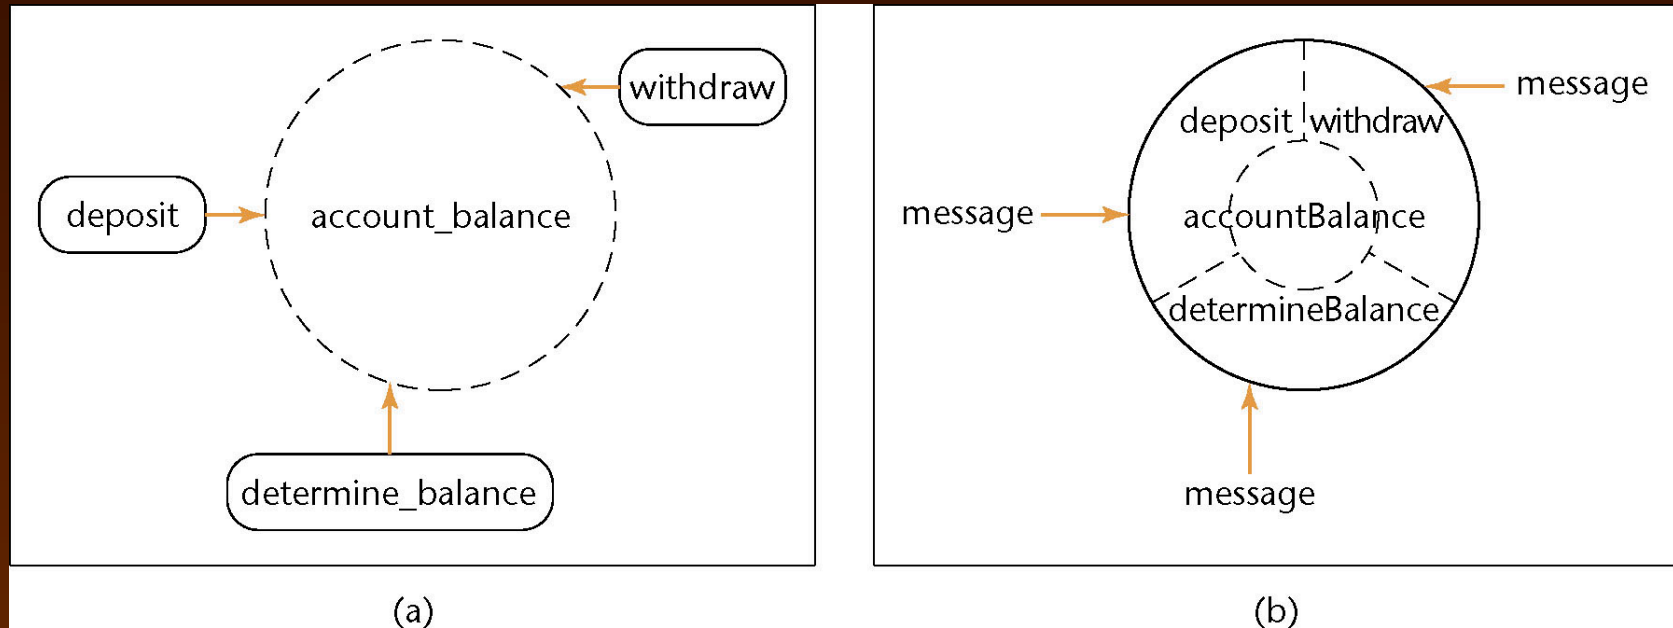 withdraw
deposit
account_balance
determine_balance
(a)
message
deposit withdraw
message
accountBalance
determineBalance
message
(b)